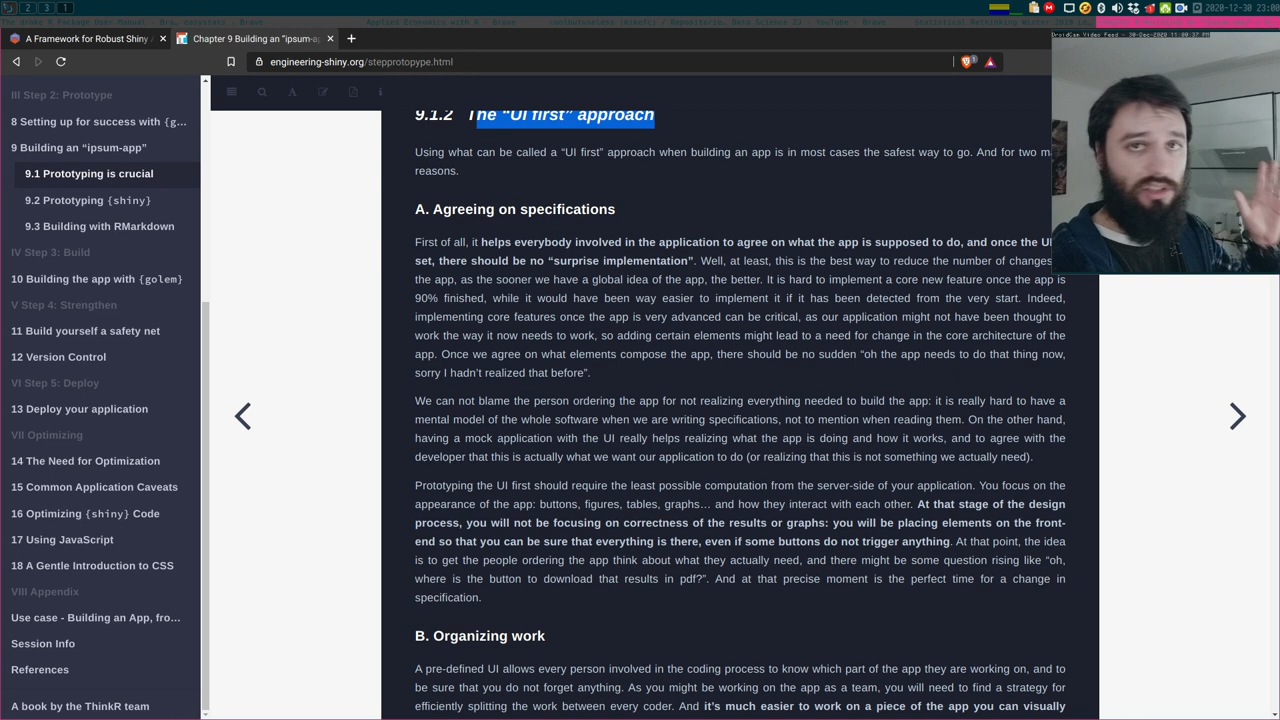 2 3 1
2020-12-30 23:00
A Framework for Robust Shiny
Chapter 9 Building an "ipsum-a
engineering-shiny.org/stepprotopype.html
DroidCam Video Feed - 30-Dec-2020 11:00:37 PM
III Step 2: Prototype
8 Setting up for success with {g…
9 Building an “ipsum-app”
9.1 Prototyping is crucial
9.2 Prototyping {shiny}
9.3 Building with RMarkdown
IV Step 3: Build
10 Building the app with {golem}
V Step 4: Strengthen
11 Build yourself a safety net
12 Version Control
VI Step 5: Deploy
13 Deploy your application
VII Optimizing
14 The Need for Optimization
15 Common Application Caveats
16 Optimizing {shiny} Code
17 Using JavaScript
18 A Gentle Introduction to CSS
VIII Appendix
Use case - Building an App, fro…
Session Info
References
A book by the ThinkR team
9.1.2 The “UI first” approach
Using what can be called a “UI first” approach when building an app is in most cases the safest way to go. And for two ma
reasons.
A. Agreeing on specifications
First of all, it helps everybody involved in the application to agree on what the app is supposed to do, and once the UI
set, there should be no “surprise implementation”. Well, at least, this is the best way to reduce the number of changes
the app, as the sooner we have a global idea of the app, the better. It is hard to implement a core new feature once the app is
90% finished, while it would have been way easier to implement it if it has been detected from the very start. Indeed,
implementing core features once the app is very advanced can be critical, as our application might not have been thought to
work the way it now needs to work, so adding certain elements might lead to a need for change in the core architecture of the
app. Once we agree on what elements compose the app, there should be no sudden “oh the app needs to do that thing now,
sorry I hadn’t realized that before”.
We can not blame the person ordering the app for not realizing everything needed to build the app: it is really hard to have a
mental model of the whole software when we are writing specifications, not to mention when reading them. On the other hand,
having a mock application with the UI really helps realizing what the app is doing and how it works, and to agree with the
developer that this is actually what we want our application to do (or realizing that this is not something we actually need).
Prototyping the UI first should require the least possible computation from the server-side of your application. You focus on the
appearance of the app: buttons, figures, tables, graphs… and how they interact with each other. At that stage of the design
process, you will not be focusing on correctness of the results or graphs: you will be placing elements on the front-
end so that you can be sure that everything is there, even if some buttons do not trigger anything. At that point, the idea
is to get the people ordering the app think about what they actually need, and there might be some question rising like “oh,
where is the button to download that results in pdf?”. And at that precise moment is the perfect time for a change in
specification.
B. Organizing work
A pre-defined UI allows every person involved in the coding process to know which part of the app they are working on, and to
be sure that you do not forget anything. As you might be working on the app as a team, you will need to find a strategy for
efficiently splitting the work between every coder. And it’s much easier to work on a piece of the app you can visually